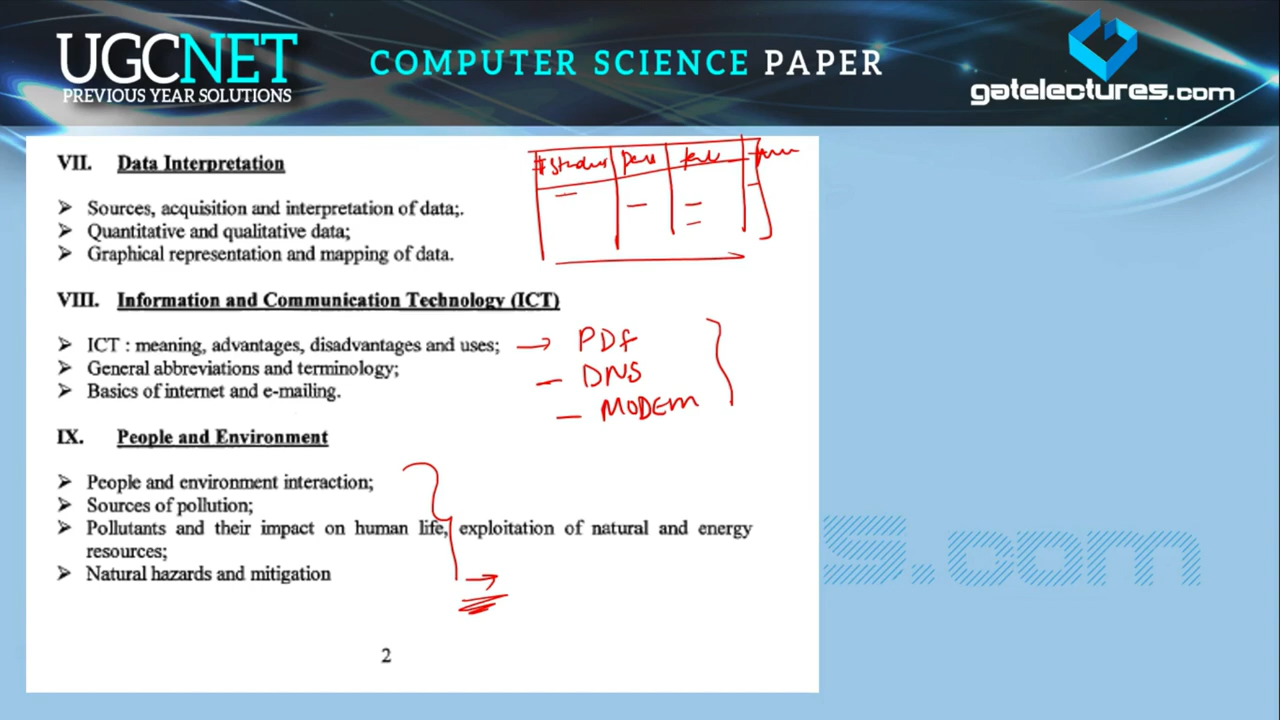 UGCNET
PREVIOUS YEAR SOLUTIONS
COMPUTER SCIENCE PAPER
gatelectures.com
VII. Data Interpretation
# Students pass fail
➢ Sources, acquisition and interpretation of data;.
➢ Quantitative and qualitative data;
➢ Graphical representation and mapping of data.
VIII. Information and Communication Technology (ICT)
➢ ICT : meaning, advantages, disadvantages and uses; → PDF
➢ General abbreviations and terminology; – DNS
➢ Basics of internet and e-mailing. – MODEM
IX. People and Environment
➢ People and environment interaction;
➢ Sources of pollution;
➢ Pollutants and their impact on human life, exploitation of natural and energy
resources;
➢ Natural hazards and mitigation
s.com
2